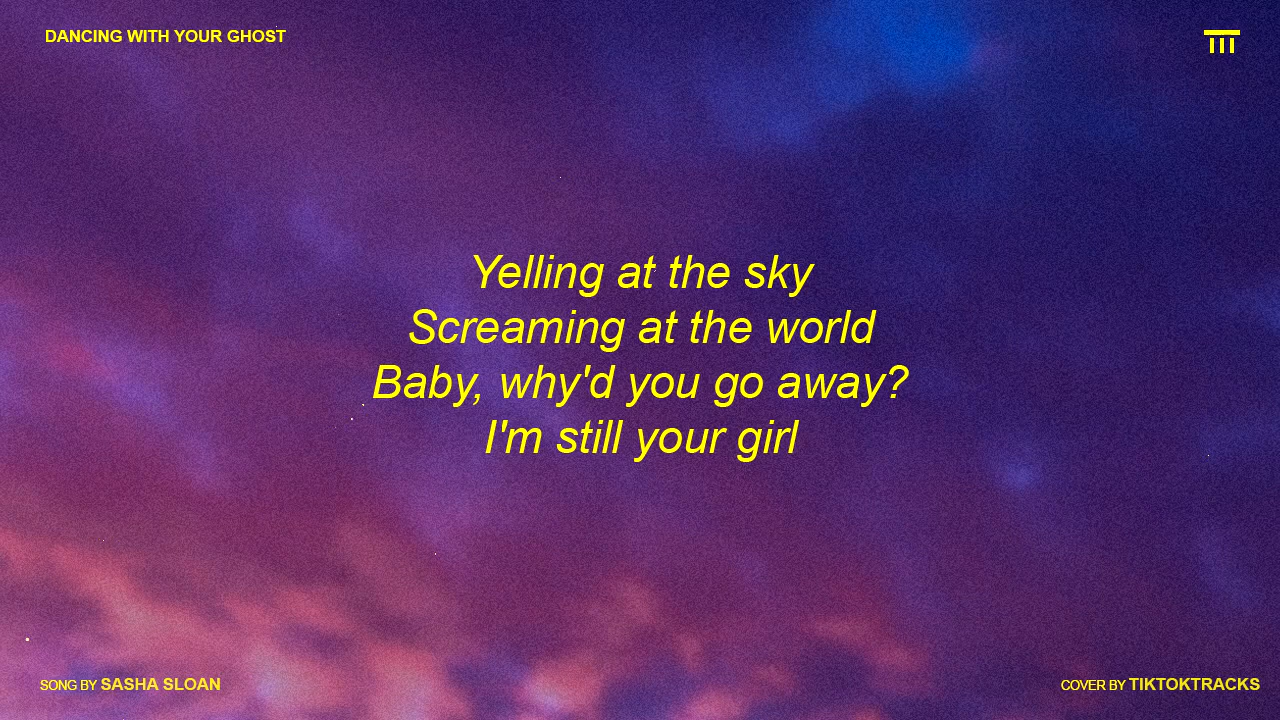 DANCING WITH YOUR GHOST
Yelling at the sky
Screaming at the world
Baby, why'd you go away?
I'm still your girl
SONG BY SASHA SLOAN
COVER BY TIKTOKTRACKS